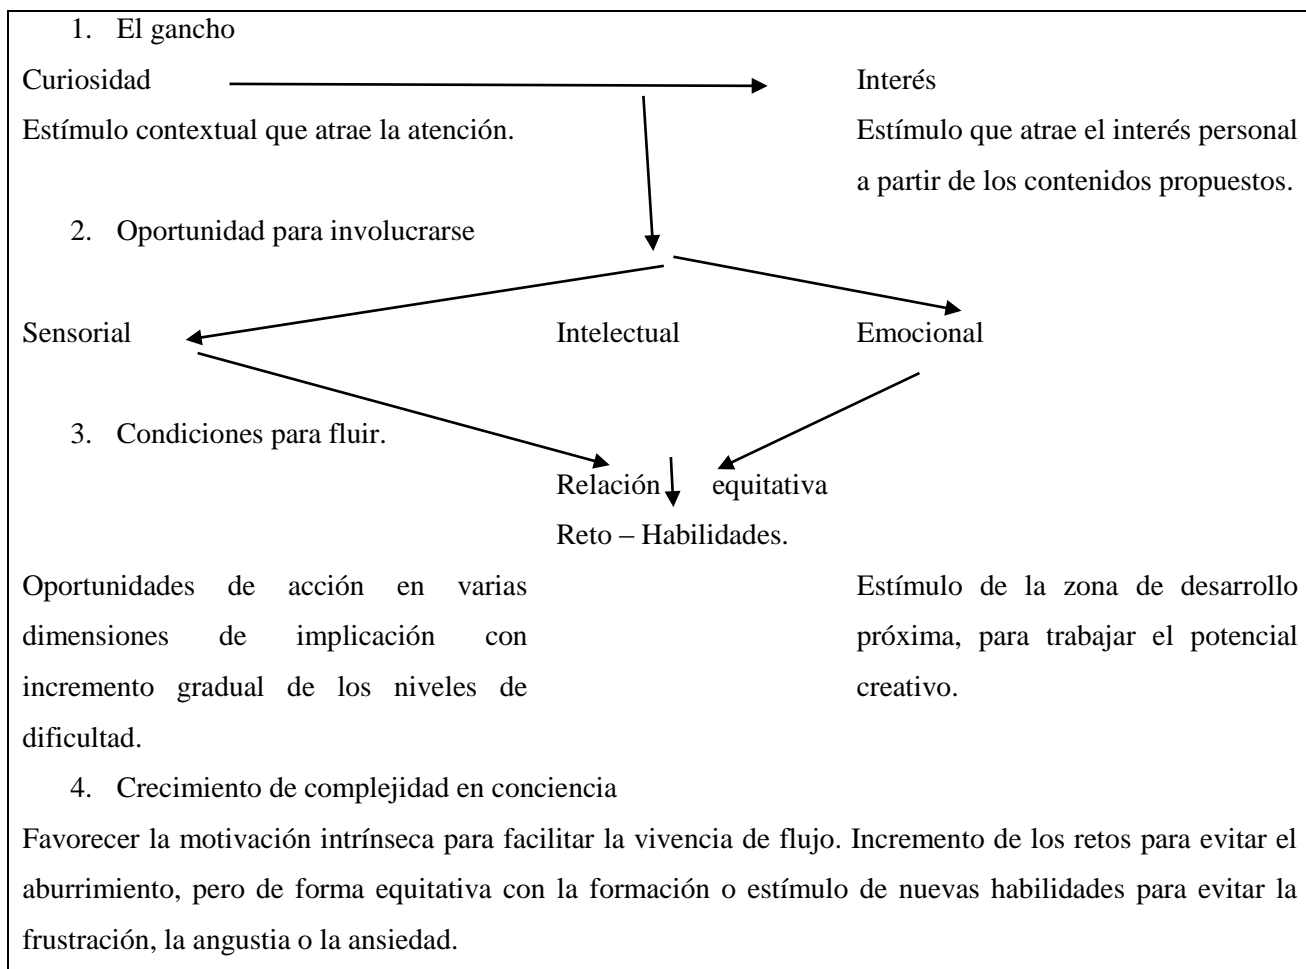 1. El gancho
Curiosidad Interés
Estímulo contextual que atrae la atención.
Estímulo que atrae el interés personal
a partir de los contenidos propuestos.
2. Oportunidad para involucrarse
Sensorial Intelectual Emocional
3. Condiciones para fluir.
Relación equitativa
Reto – Habilidades.
Oportunidades de acción en varias
dimensiones de implicación con
incremento gradual de los niveles de
dificultad.
Estímulo de la zona de desarrollo
próxima, para trabajar el potencial
creativo.
4. Crecimiento de complejidad en conciencia
Favorecer la motivación intrínseca para facilitar la vivencia de flujo. Incremento de los retos para evitar el
aburrimiento, pero de forma equitativa con la formación o estímulo de nuevas habilidades para evitar la
frustración, la angustia o la ansiedad.